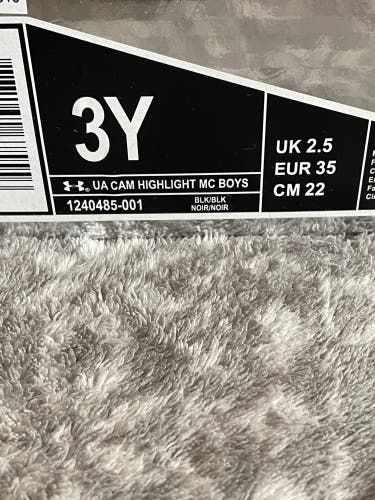 3Y
UA CAM HIGHLIGHT MC BOYS
1240485-001
BLK/BLK
NOIR/NOIR
UK 2.5
EUR 35
CM 22